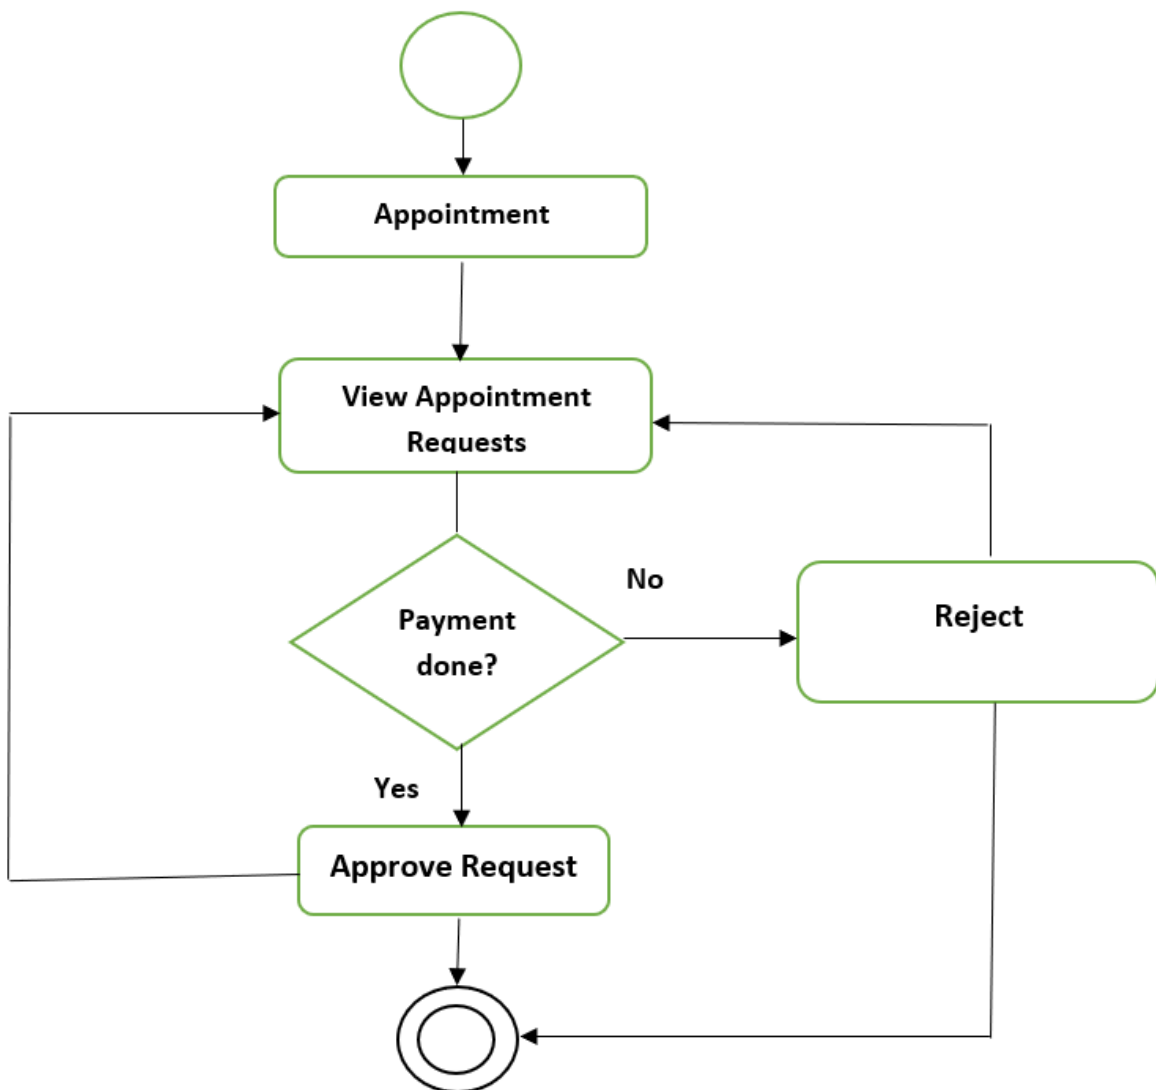 Appointment
View Appointment
Requests
No
Payment
done?
Reject
Yes
Approve Request